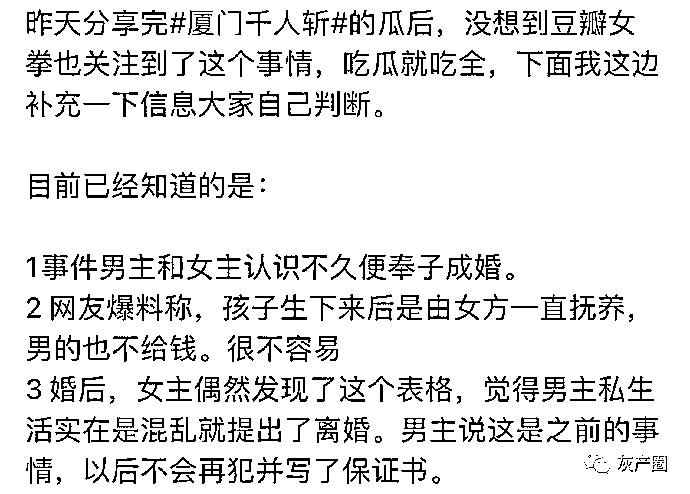 昨天分享完#厦门千人斩#的瓜后，没想到豆瓣女
拳也关注到了这个事情，吃瓜就吃全，下面我这边
补充一下信息大家自己判断。
目前已经知道的是：
1事件男主和女主认识不久便奉子成婚。
2 网友爆料称，孩子生下来后是由女方一直抚养，
男的也不给钱。很不容易
3 婚后，女主偶然发现了这个表格，觉得男主私生
活实在是混乱就提出了离婚。男主说这是之前的事
情，以后不会再犯并写了保证书。
灰产圈